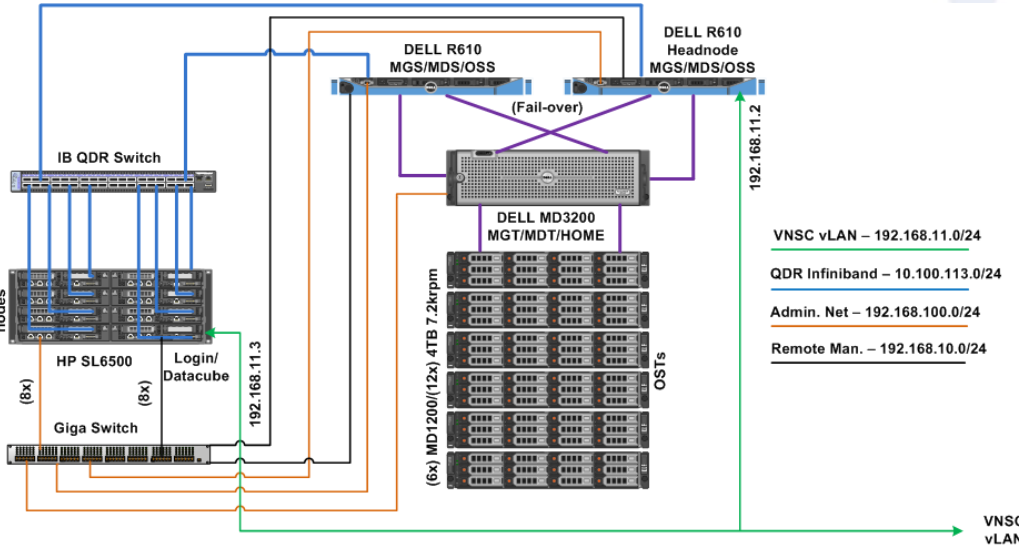 DELL R610
MGS/MDS/OSS
DELL R610
Headnode
MGS/MDS/OSS
(Fail-over)
192.168.11.2
IB QDR Switch
DELL MD3200
MGT/MDT/HOME
VNSC vLAN – 192.168.11.0/24
QDR Infiniband – 10.100.113.0/24
Admin. Net – 192.168.100.0/24
Remote Man. – 192.168.10.0/24
nodes
HP SL6500
Login/
Datacube
192.168.11.3
(8x)
(8x)
Giga Switch
(6x) MD1200/(12x) 4TB 7.2krpm
OSTs
VNSC
vLAN